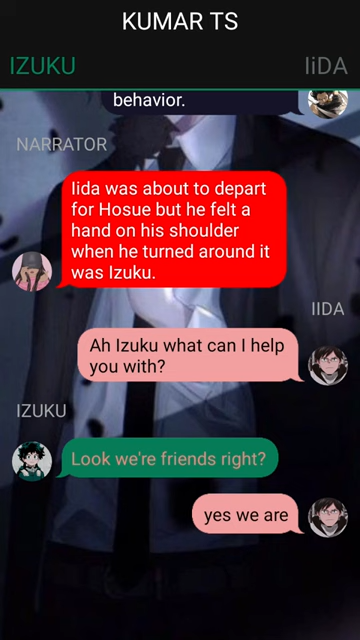 KUMAR TS
IZUKU
IiDA
behavior.
NARRATOR
Iida was about to depart
for Hosue but he felt a
hand on his shoulder
when he turned around it
was Izuku.
IIDA
Ah Izuku what can I help
you with?
IZUKU
Look we're friends right?
yes we are